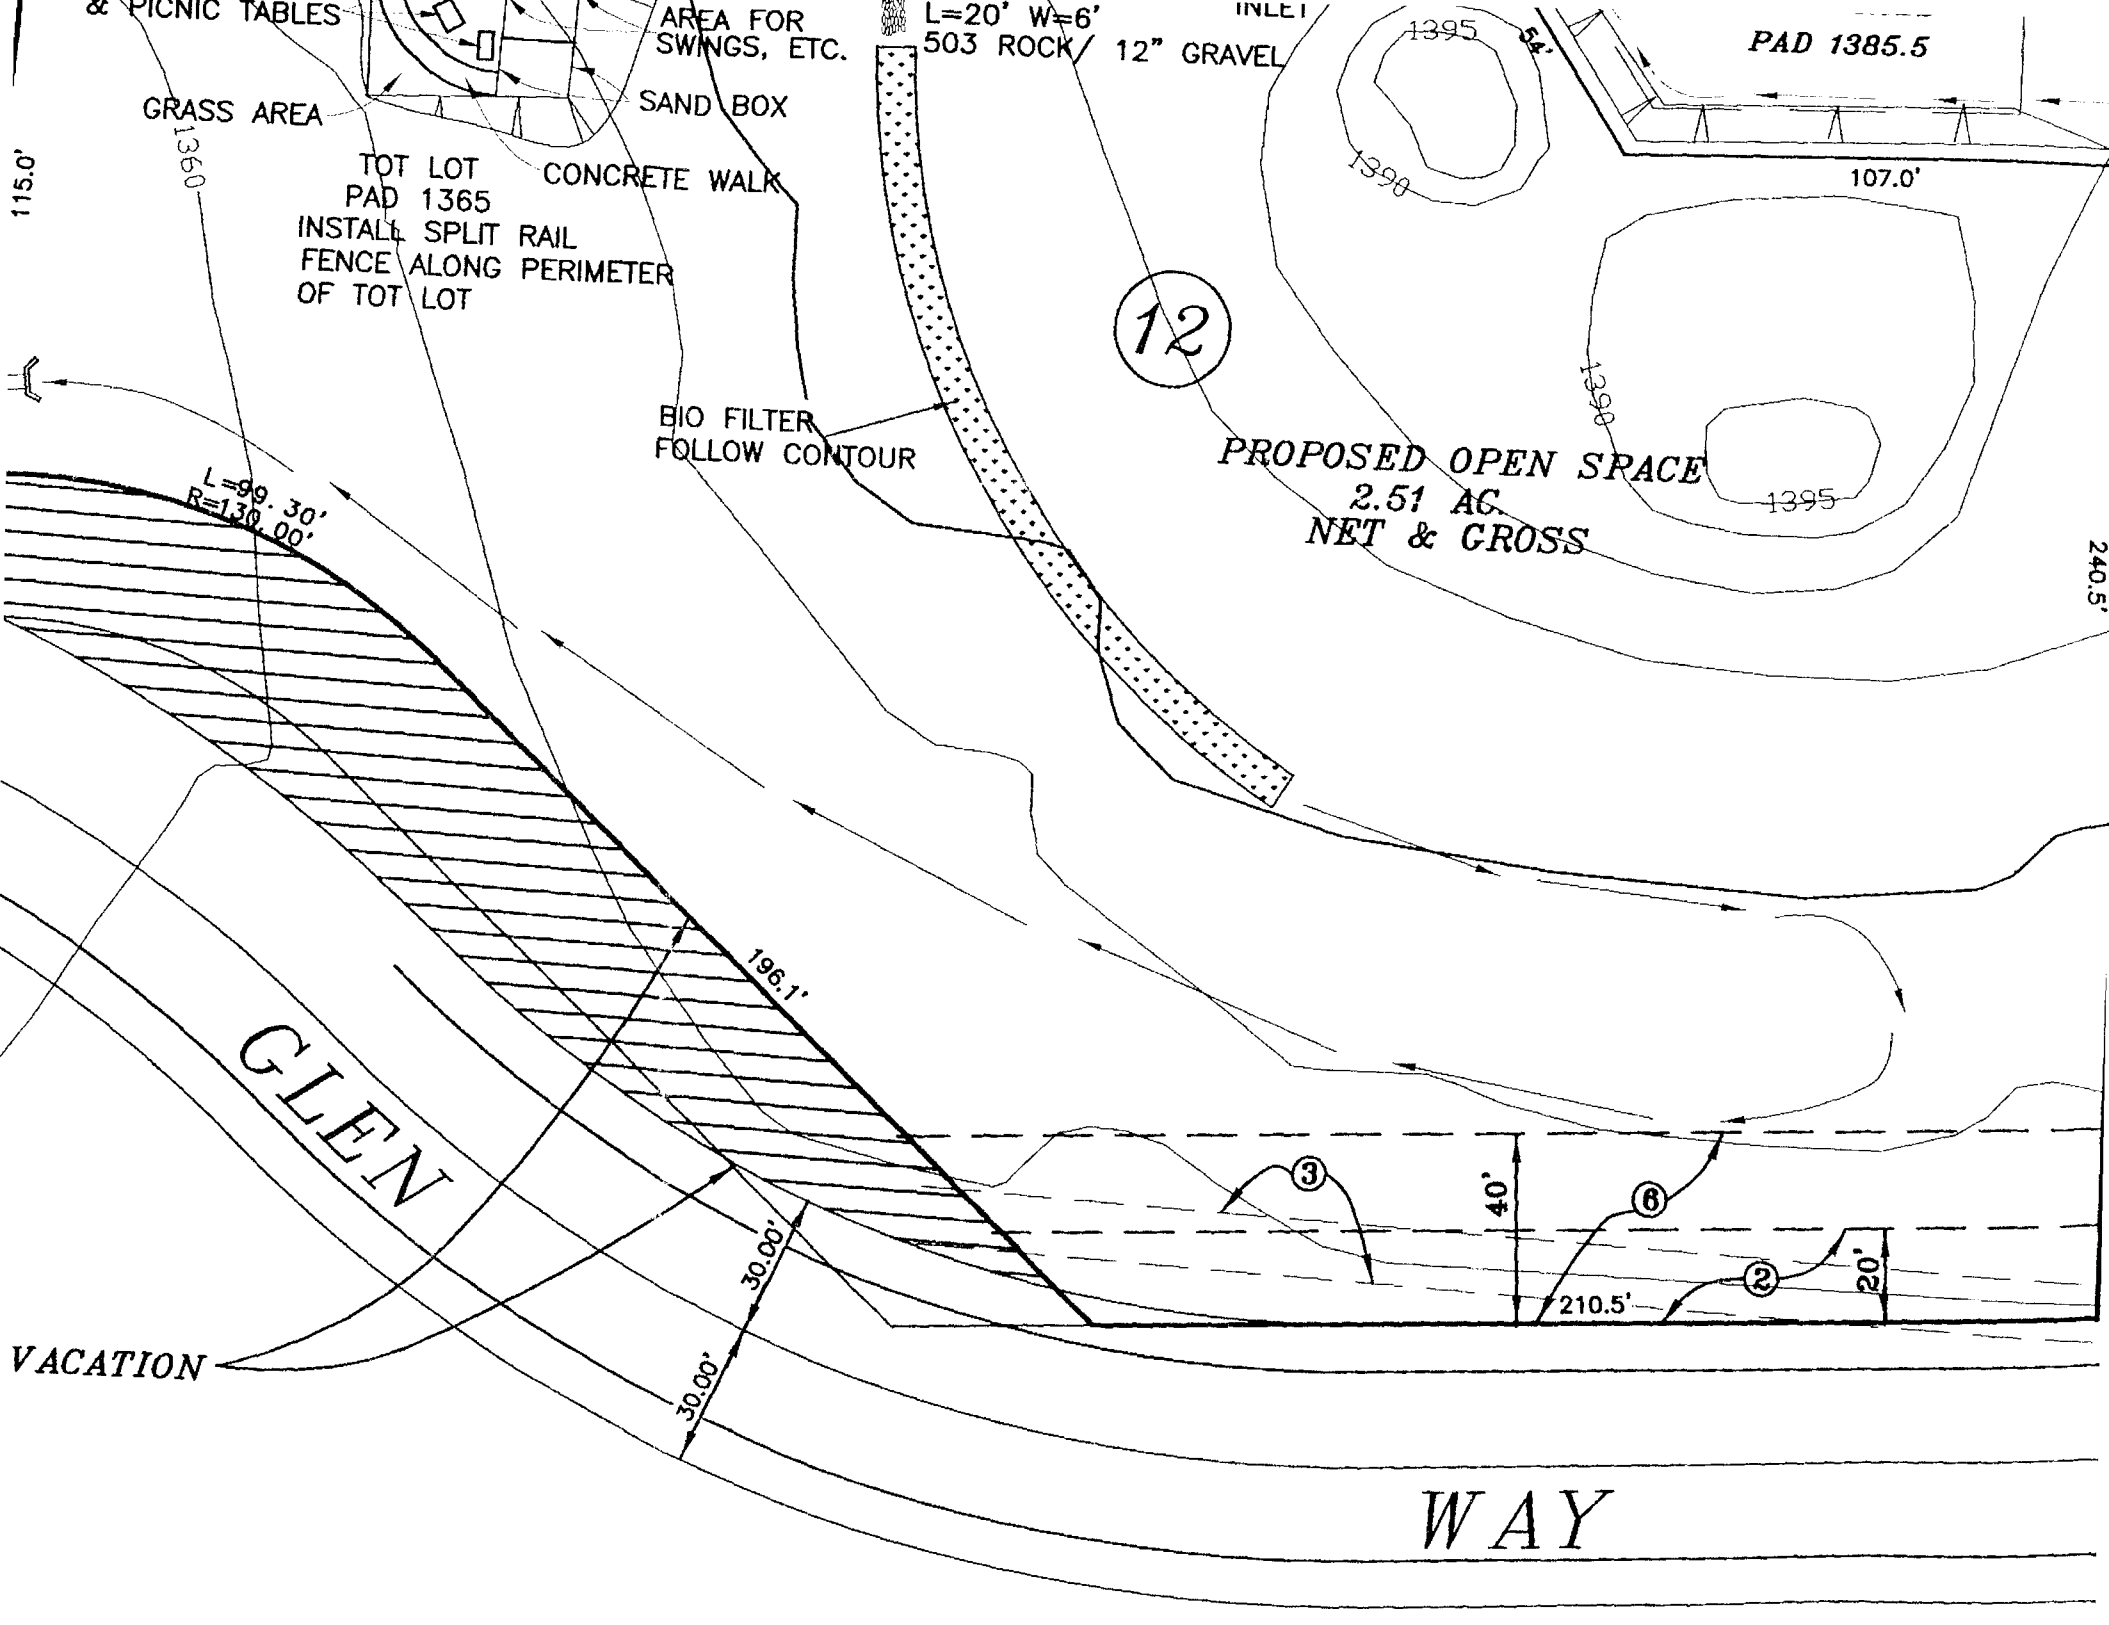 & PICNIC TABLES
AREA FOR
SWINGS, ETC.
L=20' W=6'
503 ROCK/ 12" GRAVEL
INLET
1395
54'
PAD 1385.5
GRASS AREA
SAND BOX
1360
115.0'
TOT LOT
PAD 1365
INSTALL SPLIT RAIL
FENCE ALONG PERIMETER
OF TOT LOT
CONCRETE WALK
1390
107.0'
12
BIO FILTER
FOLLOW CONTOUR
1390
PROPOSED OPEN SPACE
2.51 AC.
NET & GROSS
1395
L=99.30'
R=130.00'
240.5'
196.1'
GLEN
3
40'
6
30.00'
2
20'
210.5'
VACATION
30.00'
WAY